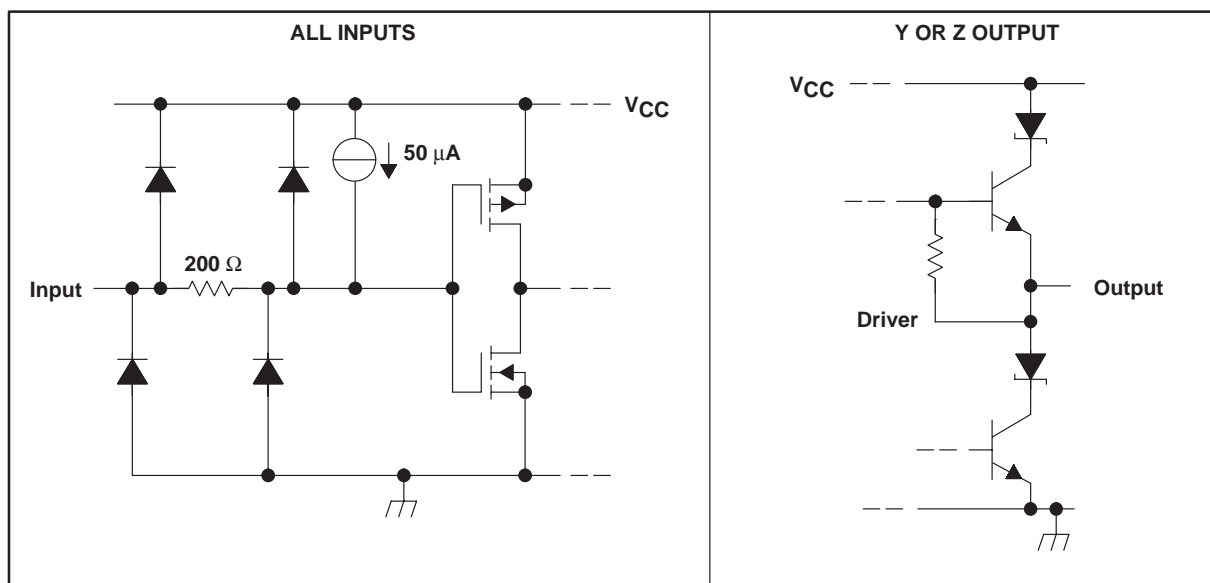 ALL INPUTS
VCC
50 μA
200 Ω
Input
Y OR Z OUTPUT
VCC
Output
Driver